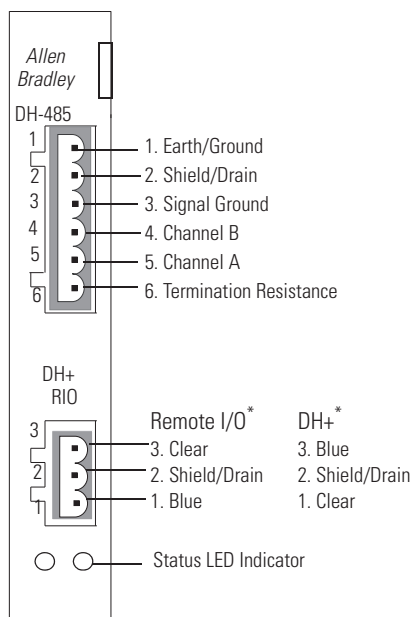 Allen
Bradley
DH-485
1
2
3
4
5
6
1. Earth/Ground
2. Shield/Drain
3. Signal Ground
4. Channel B
5. Channel A
6. Termination Resistance
DH+
RIO
3
2
1
Remote I/O*
3. Clear
2. Shield/Drain
1. Blue
DH+*
3. Blue
2. Shield/Drain
1. Clear
Status LED Indicator